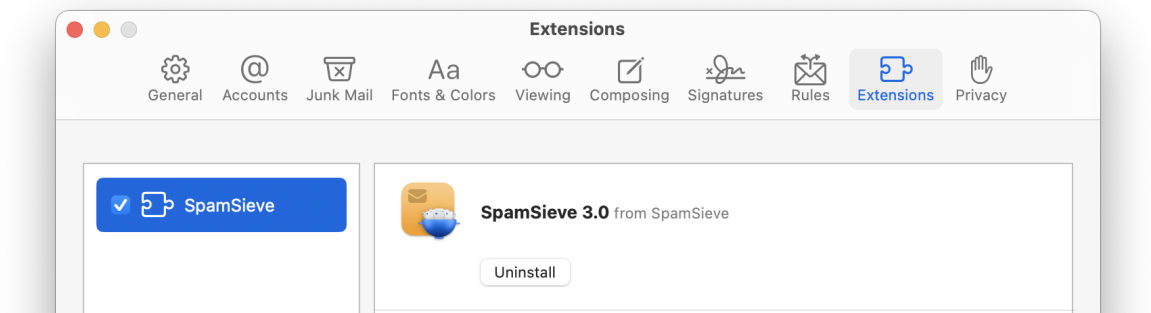 Extensions
General Accounts Junk Mail Fonts & Colors Viewing Composing Signatures Rules Extensions Privacy
SpamSieve
SpamSieve 3.0 from SpamSieve
Uninstall